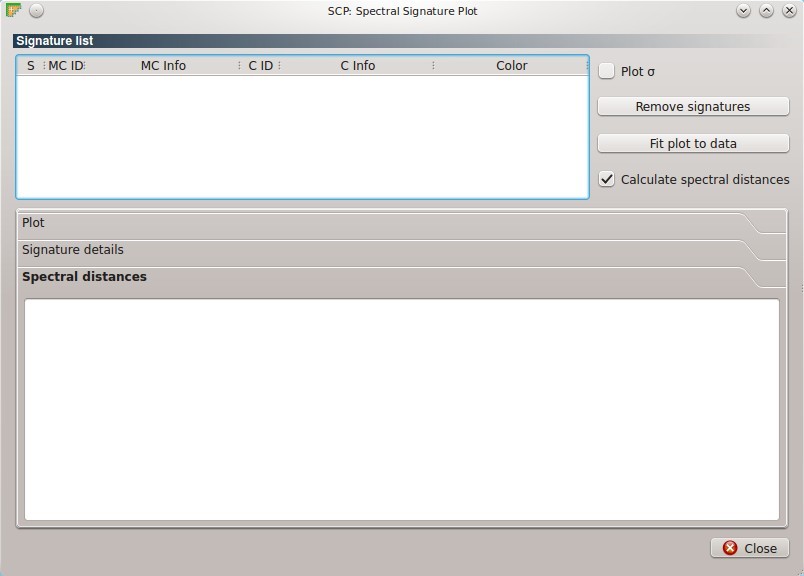 SCP: Spectral Signature Plot
Signature list
S MC ID MC Info C ID C Info Color
Plot σ
Remove signatures
Fit plot to data
Calculate spectral distances
Plot
Signature details
Spectral distances
Close